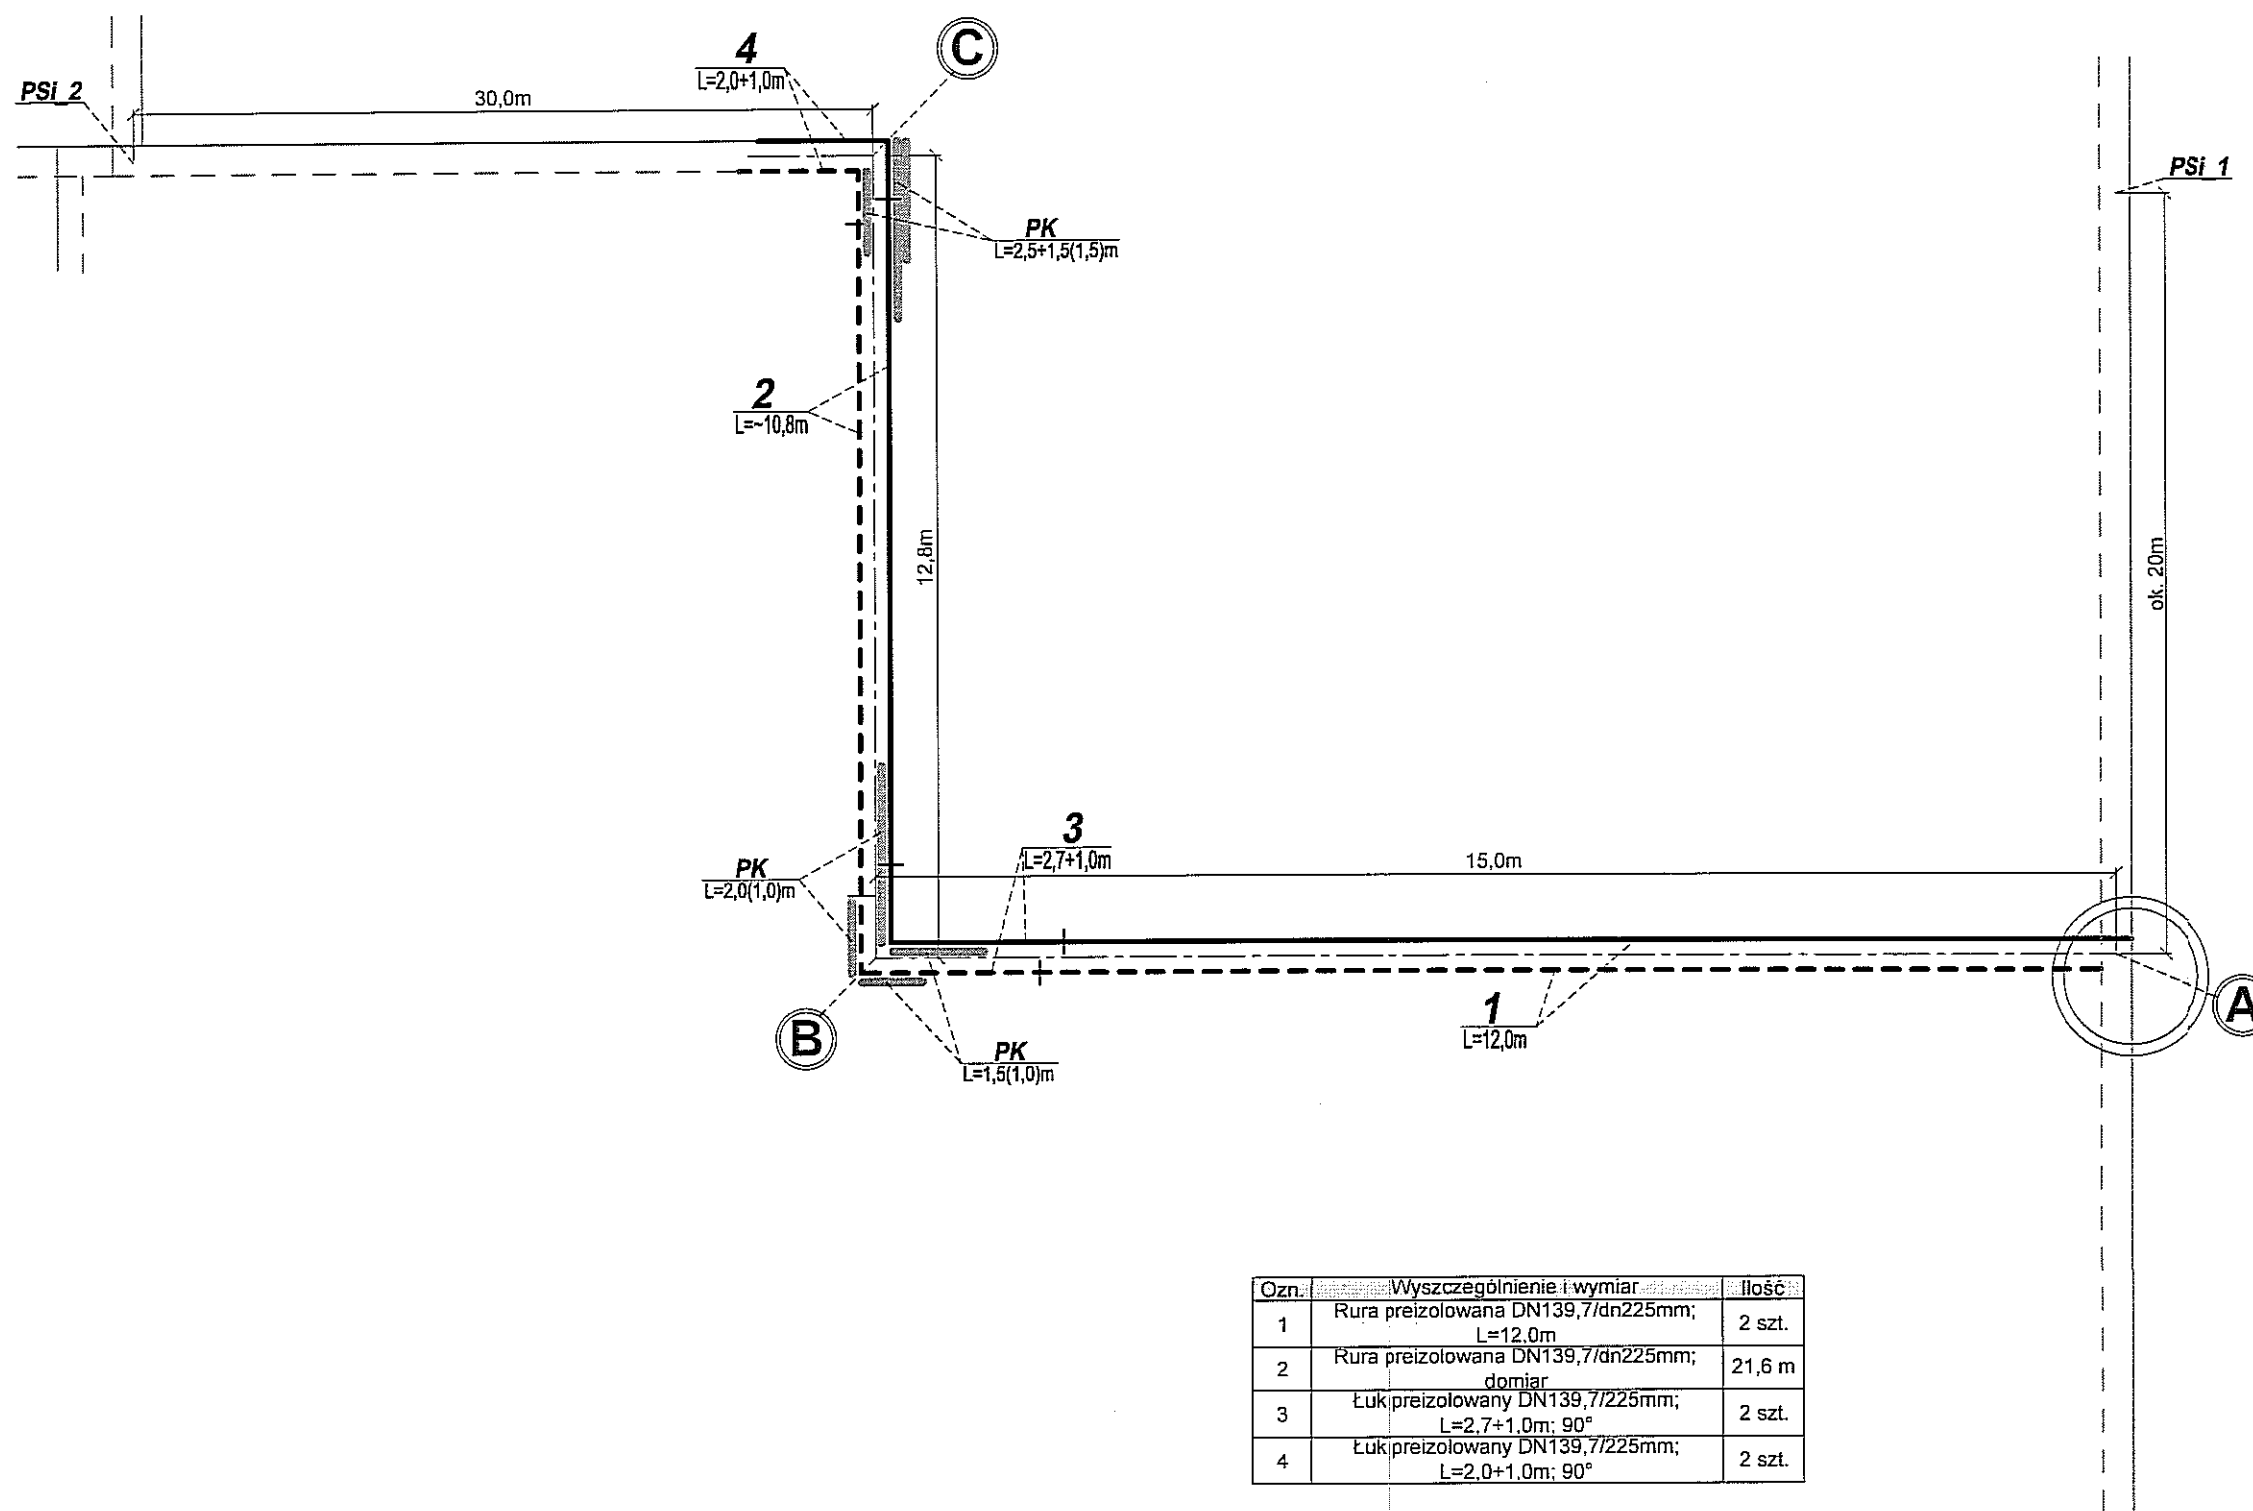 4
L=2,0+1,0m
C
PSi_2
30,0m
PSi_1
PK
L=2,5+1,5(1,5)m
2
L=~10,8m
12,8m
ok. 20m
3
L=2,7+1,0m
15,0m
PK
L=2,0(1,0)m
A
B
1
L=12,0m
PK
L=1,5(1,0)m
Ozn. Wyszczególnienie i wymiar Ilość
1 Rura preizolowana DN139,7/dn225mm; 2 szt.
L=12,0m
2 Rura preizolowana DN139,7/dn225mm; 21,6 m
domiar
3 Łuk preizolowany DN139,7/225mm; 2 szt.
L=2,7+1,0m; 90°
4 Łuk preizolowany DN139,7/225mm; 2 szt.
L=2,0+1,0m; 90°